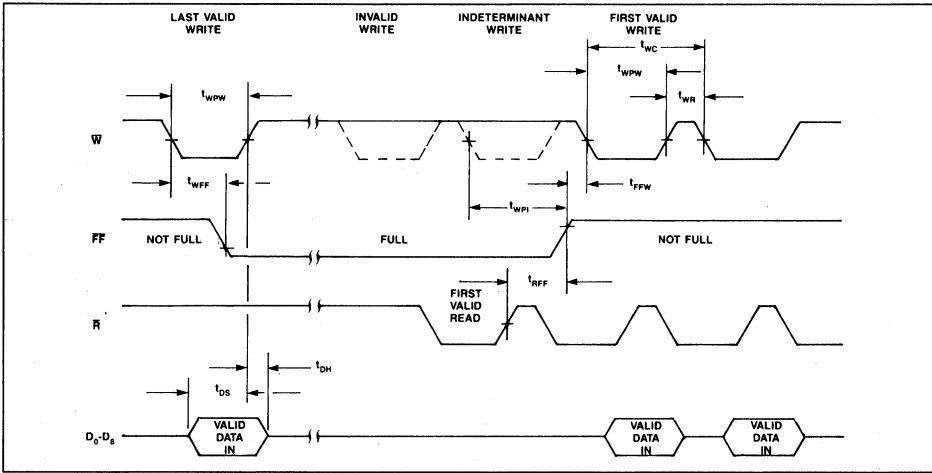 LAST VALID
WRITE
INVALID
WRITE
INDETERMINANT
WRITE
FIRST VALID
WRITE
tWC
tWPW
tWPW
tWR
W̅
tWFF
tFFW
tWPI
F̅F̅
NOT FULL
FULL
NOT FULL
tRFF
FIRST
VALID
READ
R̅
tDH
tDS
D0-D8
VALID
DATA
IN
VALID
DATA
IN
VALID
DATA
IN